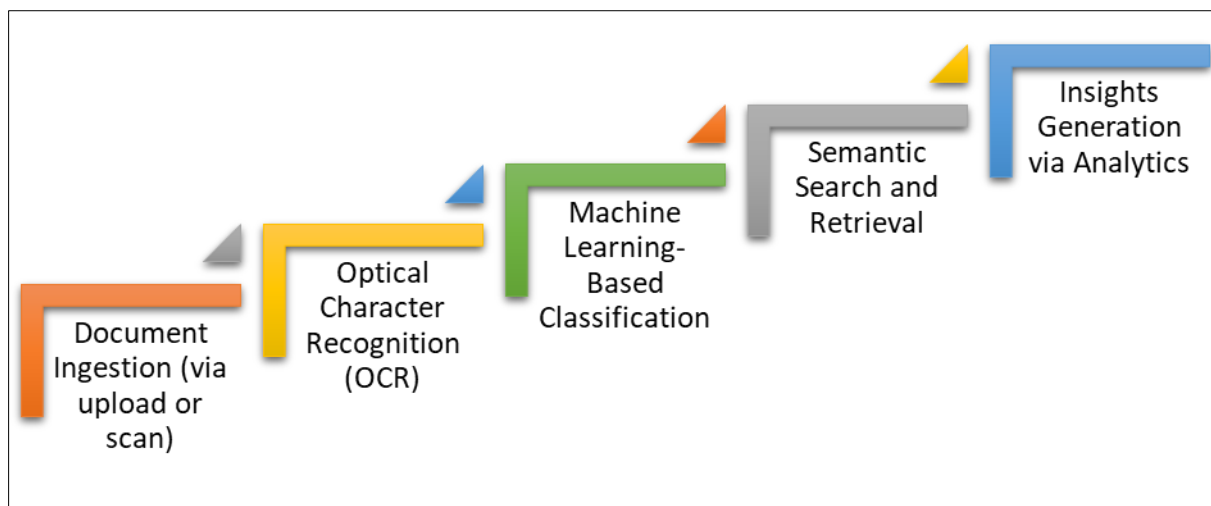 Document
Ingestion (via
upload or
scan)
Optical
Character
Recognition
(OCR)
Machine
Learning-
Based
Classification
Semantic
Search and
Retrieval
Insights
Generation
via Analytics